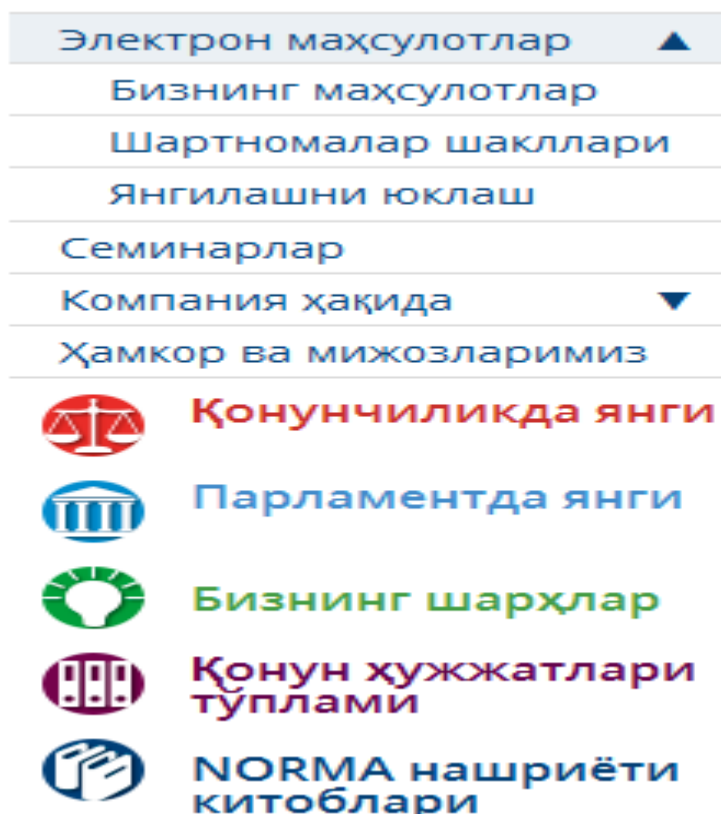 Электрон маҳсулотлар
Бизнинг маҳсулотлар
Шартномалар шакллари
Янгилашни юклаш
Семинарлар
Компания ҳақида
Ҳамкор ва мижозларимиз
Қонунчиликда янги
Парламентда янги
Бизнинг шарҳлар
Қонун ҳужжатлари
тўплами
NORMA нашриёти
китоблари